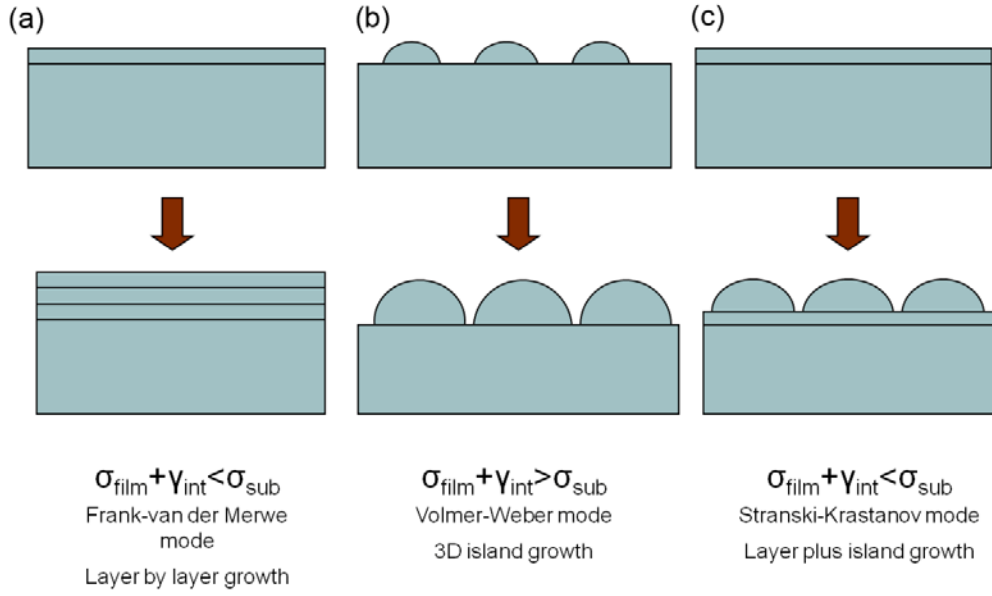 (a)
(b)
(c)
σfilm+γint<σsub
Frank-van der Merwe
mode
Layer by layer growth
σfilm+γint>σsub
Volmer-Weber mode
3D island growth
σfilm+γint<σsub
Stranski-Krastanov mode
Layer plus island growth